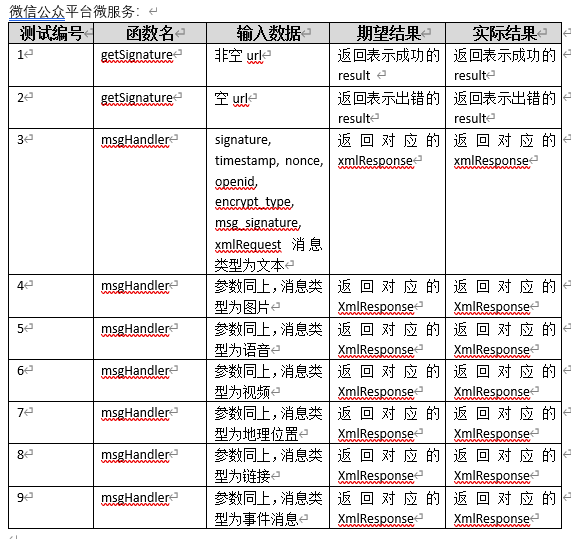 微信公众平台微服务：
测试编号 函数名 输入数据 期望结果 实际结果
1 getSignature 非空 url 返回表示成功的 返回表示成功的
result result
2 getSignature 空 url 返回表示出错的 返回表示出错的
result result
3 msgHandler signature, 返回对应的 返回对应的
timestamp, nonce, xmlResponse xmlResponse
openid,
encrypt_type,
msg_signature,
xmlRequest 消息
类型为文本
4 msgHandler 参数同上，消息类 返回对应的 返回对应的
型为图片 XmlResponse XmlResponse
5 msgHandler 参数同上，消息类 返回对应的 返回对应的
型为语音 XmlResponse XmlResponse
6 msgHandler 参数同上，消息类 返回对应的 返回对应的
型为视频 XmlResponse XmlResponse
7 msgHandler 参数同上，消息类 返回对应的 返回对应的
型为地理位置 XmlResponse XmlResponse
8 msgHandler 参数同上，消息类 返回对应的 返回对应的
型为链接 XmlResponse XmlResponse
9 msgHandler 参数同上，消息类 返回对应的 返回对应的
型为事件消息 XmlResponse XmlResponse